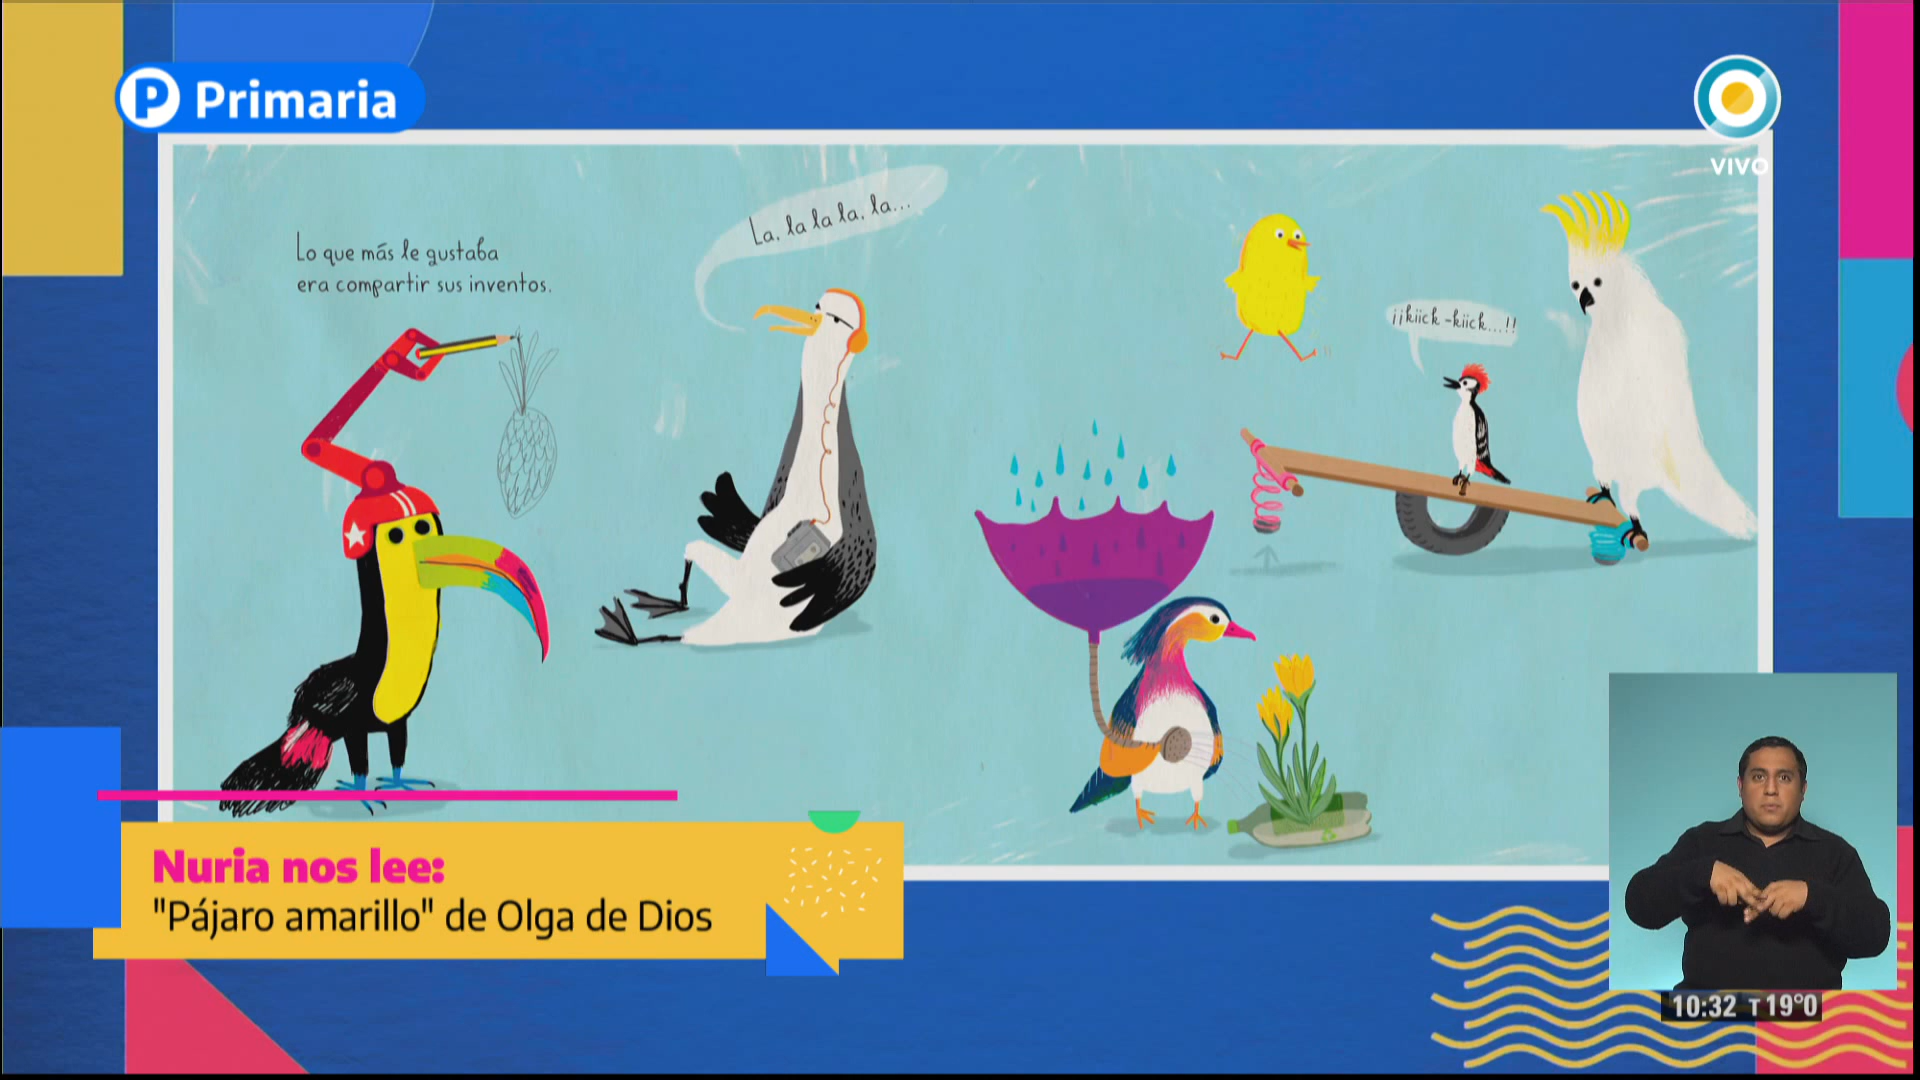 P Primaria
VIVO
Lo que más le gustaba
era compartir sus inventos.
La, la la la, la...
¡¡kiick-kiick...!!
Nuria nos lee:
"Pájaro amarillo" de Olga de Dios
10:32 T 19°0